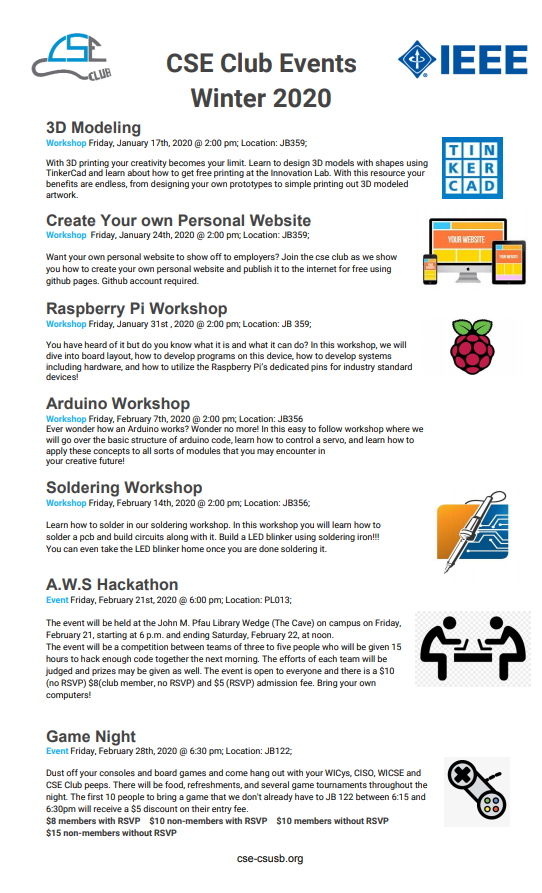 CSE
CLUB
CSE Club Events
Winter 2020
IEEE
3D Modeling
Workshop Friday, January 17th, 2020 @ 2:00 pm; Location: JB359;
With 3D printing your creativity becomes your limit. Learn to design 3D models with shapes using
TinkerCad and learn about how to get free printing at the Innovation Lab. With this resource your
benefits are endless, from designing your own prototypes to simple printing out 3D modeled
artwork.
TIN
KER
CAD
Create Your own Personal Website
Workshop Friday, January 24th, 2020 @ 2:00 pm; Location: JB359;
Want your own personal website to show off to employers? Join the cse club as we show
you how to create your own personal website and publish it to the internet for free using
github pages. Github account required.
YOUR WEBSITE
YOUR WEBSITE
Raspberry Pi Workshop
Workshop Friday, January 31st , 2020 @ 2:00 pm; Location: JB 359;
You have heard of it but do you know what it is and what it can do? In this workshop, we will
dive into board layout, how to develop programs on this device, how to develop systems
including hardware, and how to utilize the Raspberry Pi's dedicated pins for industry standard
devices!
Arduino Workshop
Workshop Friday, February 7th, 2020 @ 2:00 pm; Location: JB356
Ever wonder how an Arduino works? Wonder no more! In this easy to follow workshop where we
will go over the basic structure of arduino code, learn how to control a servo, and learn how to
apply these concepts to all sorts of modules that you may encounter in
your creative future!
Soldering Workshop
Workshop Friday, February 14th, 2020 @ 2:00 pm; Location: JB356;
Learn how to solder in our soldering workshop. In this workshop you will learn how to
solder a pcb and build circuits along with it. Build a LED blinker using soldering iron!!!
You can even take the LED blinker home once you are done soldering it.
A.W.S Hackathon
Event Friday, February 21st, 2020 @ 6:00 pm; Location: PL013;
The event will be held at the John M. Pfau Library Wedge (The Cave) on campus on Friday,
February 21, starting at 6 p.m. and ending Saturday, February 22, at noon.
The event will be a competition between teams of three to five people who will be given 15
hours to hack enough code together the next morning. The efforts of each team will be
judged and prizes may be given as well. The event is open to everyone and there is a $10
(no RSVP) $8(club member, no RSVP) and $5 (RSVP) admission fee. Bring your own
computers!
Game Night
Event Friday, February 28th, 2020 @ 6:30 pm; Location: JB122;
Dust off your consoles and board games and come hang out with your WICys, CISO, WICSE and
CSE Club peeps. There will be food, refreshments, and several game tournaments throughout the
night. The first 10 people to bring a game that we don't already have to JB 122 between 6:15 and
6:30pm will receive a $5 discount on their entry fee.
$8 members with RSVP $10 non-members with RSVP $10 members without RSVP
$15 non-members without RSVP
cse-csusb.org